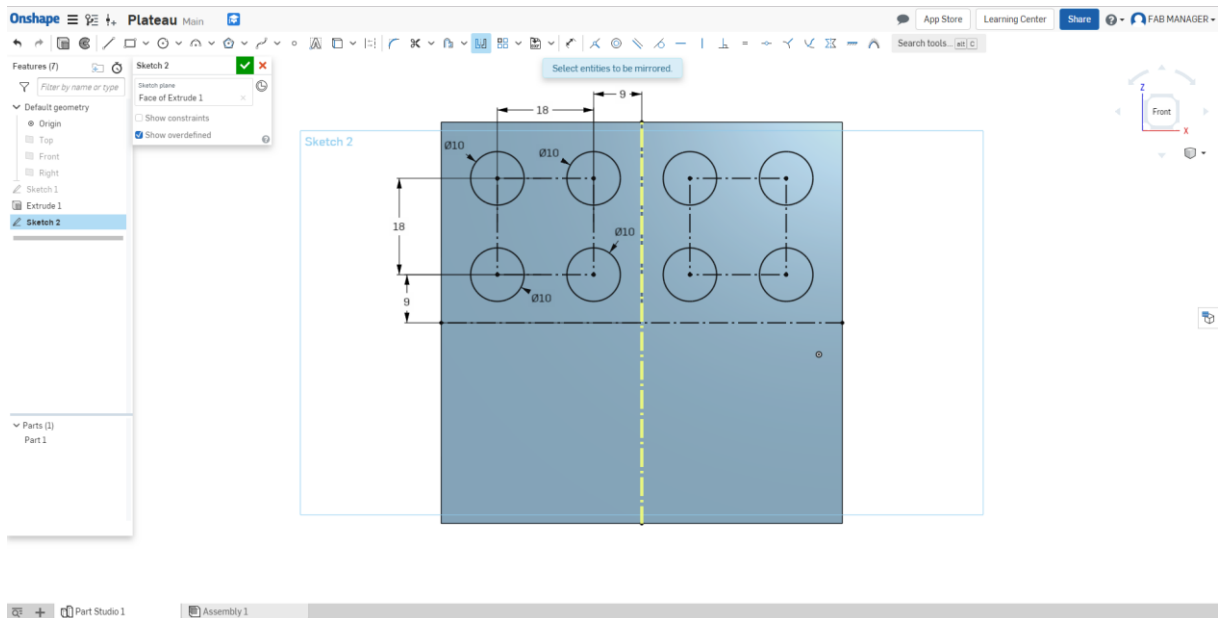 Onshape Plateau Main App Store Learning Center Share FAB MANAGER
Search tools... alt C
Features (7)
Filter by name or type
Default geometry
Origin
Top
Front
Right
Sketch 1
Extrude 1
Sketch 2
Sketch 2
Sketch plane
Face of Extrude 1
Show constraints
Show overdefined
Select entities to be mirrored.
Sketch 2
9
18
Ø10
Ø10
18
Ø10
Ø10
9
Z
Front
X
Parts (1)
Part 1
Part Studio 1
Assembly 1